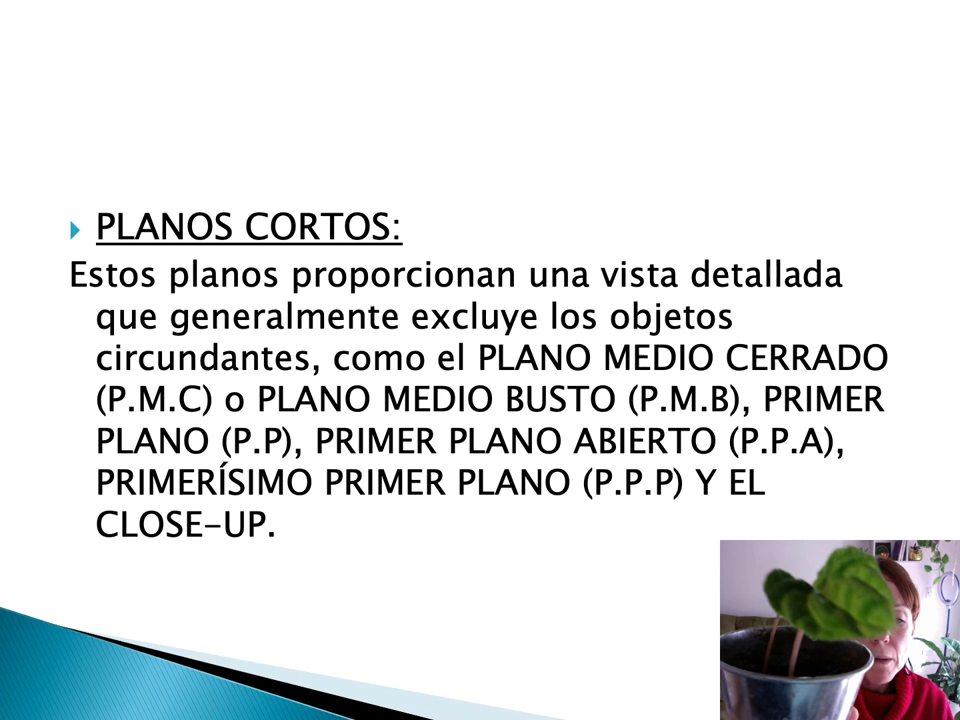 PLANOS CORTOS:
Estos planos proporcionan una vista detallada
que generalmente excluye los objetos
circundantes, como el PLANO MEDIO CERRADO
(P.M.C) o PLANO MEDIO BUSTO (P.M.B), PRIMER
PLANO (P.P), PRIMER PLANO ABIERTO (P.P.A),
PRIMERÍSIMO PRIMER PLANO (P.P.P) Y EL
CLOSE-UP.